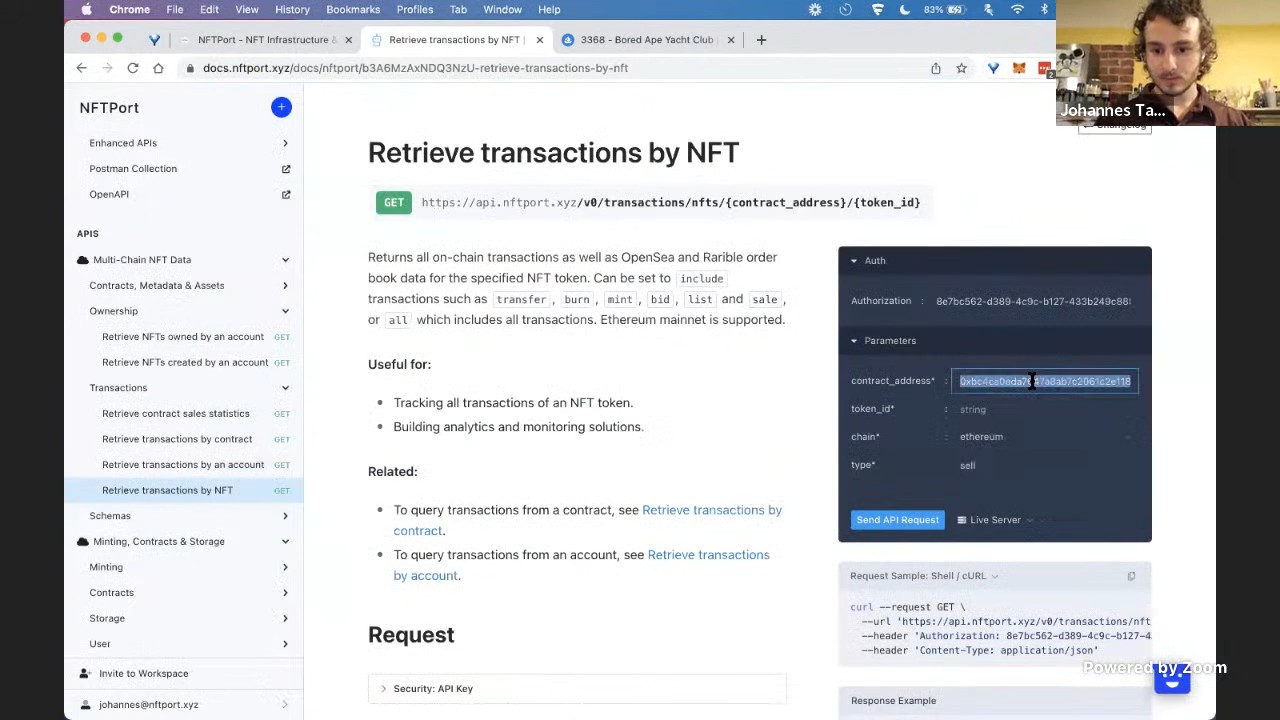 Chrome File Edit View History Bookmarks Profiles Tab Window Help 83%
NFTPort - NFT Infrastructure &
Retrieve transactions by NFT |
3368 - Bored Ape Yacht Club |
docs.nftport.xyz/docs/nftport/b3A6MzAxNDQ3NzU-retrieve-transactions-by-nft
2
Johannes Ta...
Changelog
NFTPort
Enhanced APIs
Postman Collection
OpenAPI
APIS
Multi-Chain NFT Data
Contracts, Metadata & Assets
Ownership
Retrieve NFTs owned by an account GET
Retrieve NFTs created by an account GET
Transactions
Retrieve contract sales statistics GET
Retrieve transactions by contract GET
Retrieve transactions by an account GET
Retrieve transactions by NFT GET
Schemas
Minting, Contracts & Storage
Minting
Contracts
Storage
User
Invite to Workspace
johannes@nftport.xyz
Retrieve transactions by NFT
GET https://api.nftport.xyz/v0/transactions/nfts/{contract_address}/{token_id}
Returns all on-chain transactions as well as OpenSea and Rarible order
book data for the specified NFT token. Can be set to include
transactions such as transfer, burn, mint, bid, list and sale,
or all which includes all transactions. Ethereum mainnet is supported.
Useful for:
• Tracking all transactions of an NFT token.
• Building analytics and monitoring solutions.
Related:
• To query transactions from a contract, see Retrieve transactions by
contract.
• To query transactions from an account, see Retrieve transactions
by account.
Request
Security: API Key
Auth
Authorization : 8e7bc562-d389-4c9c-b127-433b249c88
Parameters
contract_address* :
token_id* : string
chain* : ethereum
type* sell
Send API Request Live Server
Request Sample: Shell / cURL
curl --request GET \
--url 'https://api.nftport.xyz/v0/transactions/nft
--header 'Authorization: 8e7bc562-d389-4c9c-b127-4
--header 'Content-Type: application/json'
Powered by Zoom
Response Example